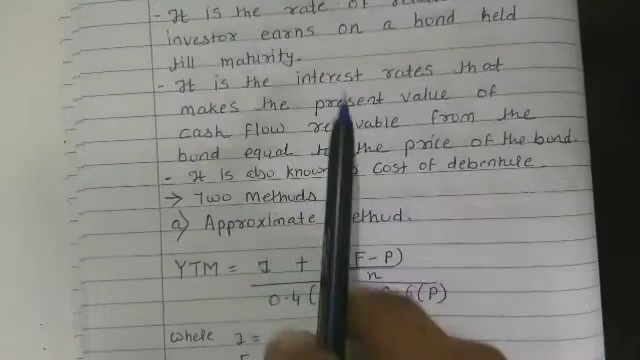 - It is the rate of
investor earns on a bond held
till maturity.
- It is the interest rates that
makes the present value of
cash flow from the
bond equal the price of the bond.
- It is also known cost of debenture
→ Two Methods
a) Approximate Method.
YTM = I + F - P)
n
0.4 ( (P)
where I =